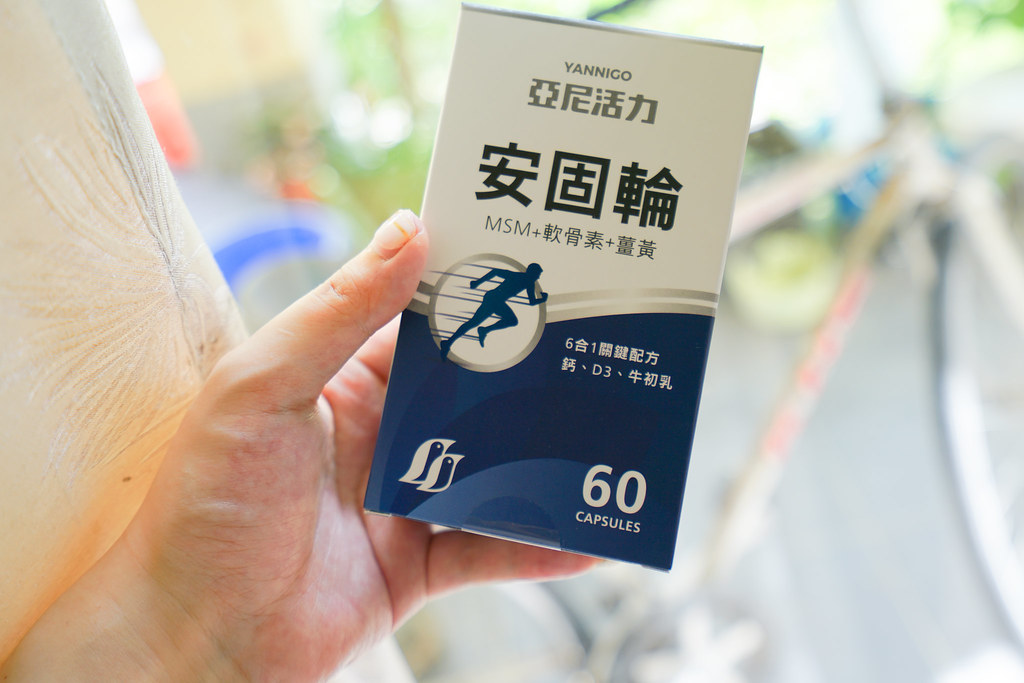 YANNIGO
亞尼活力
安固輪
MSM+軟骨素+薑黃
6合1關鍵配方
鈣、D3、牛初乳
60
CAPSULES